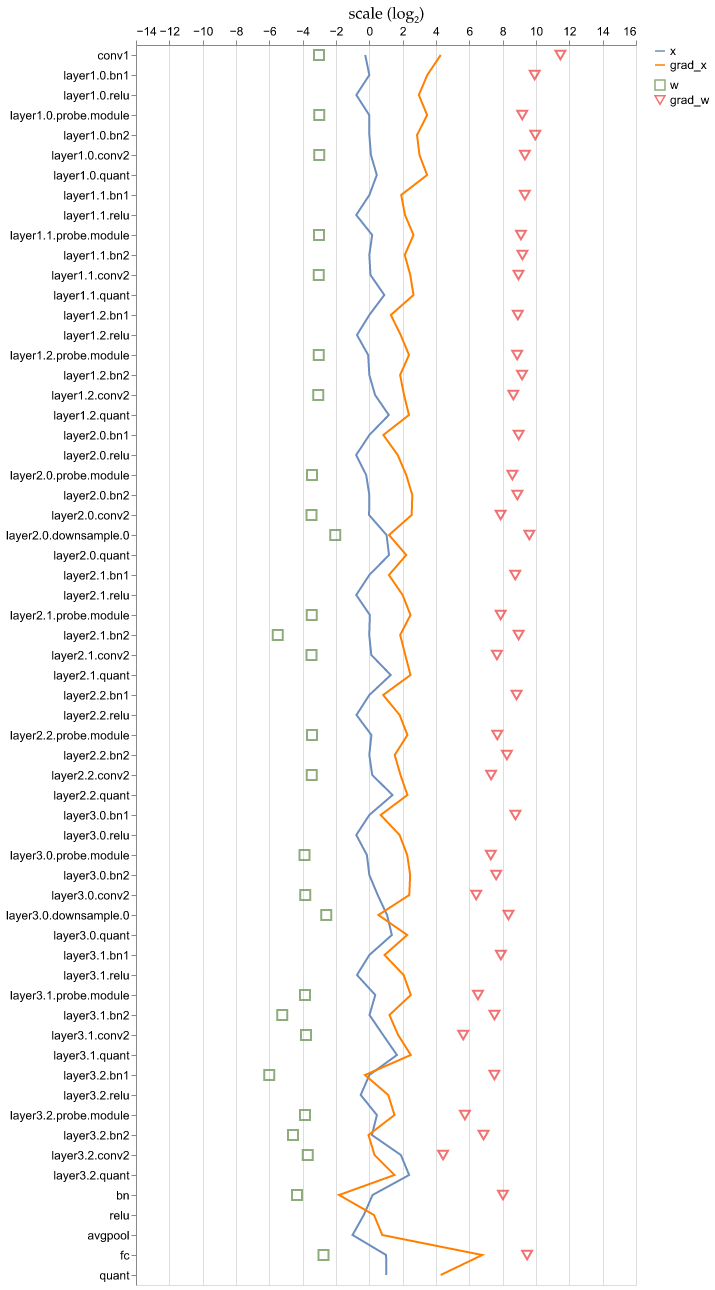 scale (log₂)
−14 −12 −10 −8 −6 −4 −2 0 2 4 6 8 10 12 14 16
x
grad_x
w
grad_w
conv1
layer1.0.bn1
layer1.0.relu
layer1.0.probe.module
layer1.0.bn2
layer1.0.conv2
layer1.0.quant
layer1.1.bn1
layer1.1.relu
layer1.1.probe.module
layer1.1.bn2
layer1.1.conv2
layer1.1.quant
layer1.2.bn1
layer1.2.relu
layer1.2.probe.module
layer1.2.bn2
layer1.2.conv2
layer1.2.quant
layer2.0.bn1
layer2.0.relu
layer2.0.probe.module
layer2.0.bn2
layer2.0.conv2
layer2.0.downsample.0
layer2.0.quant
layer2.1.bn1
layer2.1.relu
layer2.1.probe.module
layer2.1.bn2
layer2.1.conv2
layer2.1.quant
layer2.2.bn1
layer2.2.relu
layer2.2.probe.module
layer2.2.bn2
layer2.2.conv2
layer2.2.quant
layer3.0.bn1
layer3.0.relu
layer3.0.probe.module
layer3.0.bn2
layer3.0.conv2
layer3.0.downsample.0
layer3.0.quant
layer3.1.bn1
layer3.1.relu
layer3.1.probe.module
layer3.1.bn2
layer3.1.conv2
layer3.1.quant
layer3.2.bn1
layer3.2.relu
layer3.2.probe.module
layer3.2.bn2
layer3.2.conv2
layer3.2.quant
bn
relu
avgpool
fc
quant